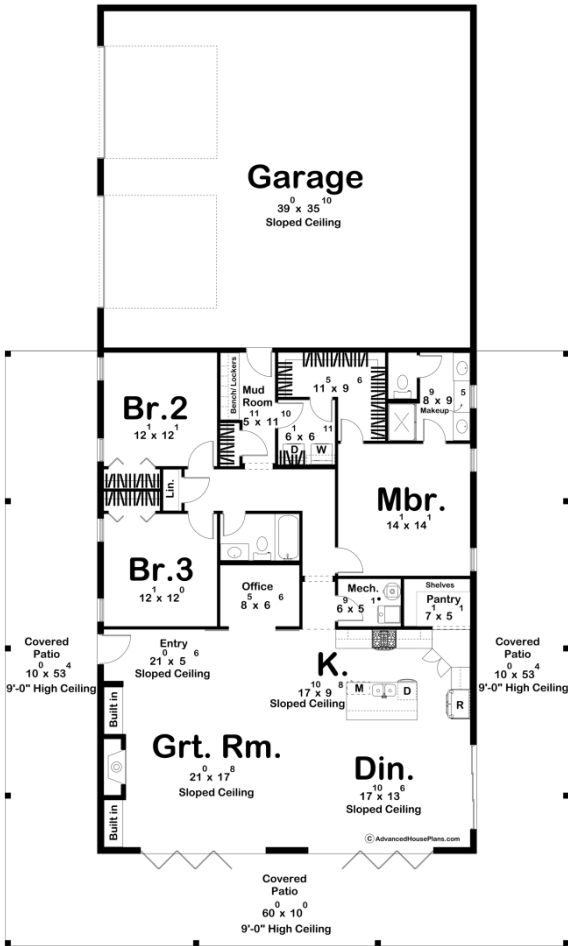 Garage
39⁰ x 35¹⁰
Sloped Ceiling
Br.2
12¹ x 12¹
Bench/ Lockers
Mud
Room
5¹¹ x 11¹⁰
11⁵ x 9⁶
6¹ x 6¹¹
D
W
8⁹ x 9⁵
Makeup
Lin.
Mbr.
14¹ x 14¹
Br.3
12¹ x 12⁰
Office
8⁵ x 6⁶
Mech.
6⁹ x 5¹
Shelves
Pantry
7¹ x 5¹
Covered
Patio
10⁰ x 53⁴
9'-0" High Ceiling
Entry
21⁰ x 5⁶
Sloped Ceiling
K.
17¹⁰ x 9⁸
Sloped Ceiling
M
D
R
Covered
Patio
10⁰ x 53⁴
9'-0" High Ceiling
Built in
Grt. Rm.
21⁰ x 17⁸
Sloped Ceiling
Din.
17¹⁰ x 13⁶
Sloped Ceiling
Built in
© AdvancedHousePlans.com
Covered
Patio
60⁰ x 10⁰
9'-0" High Ceiling